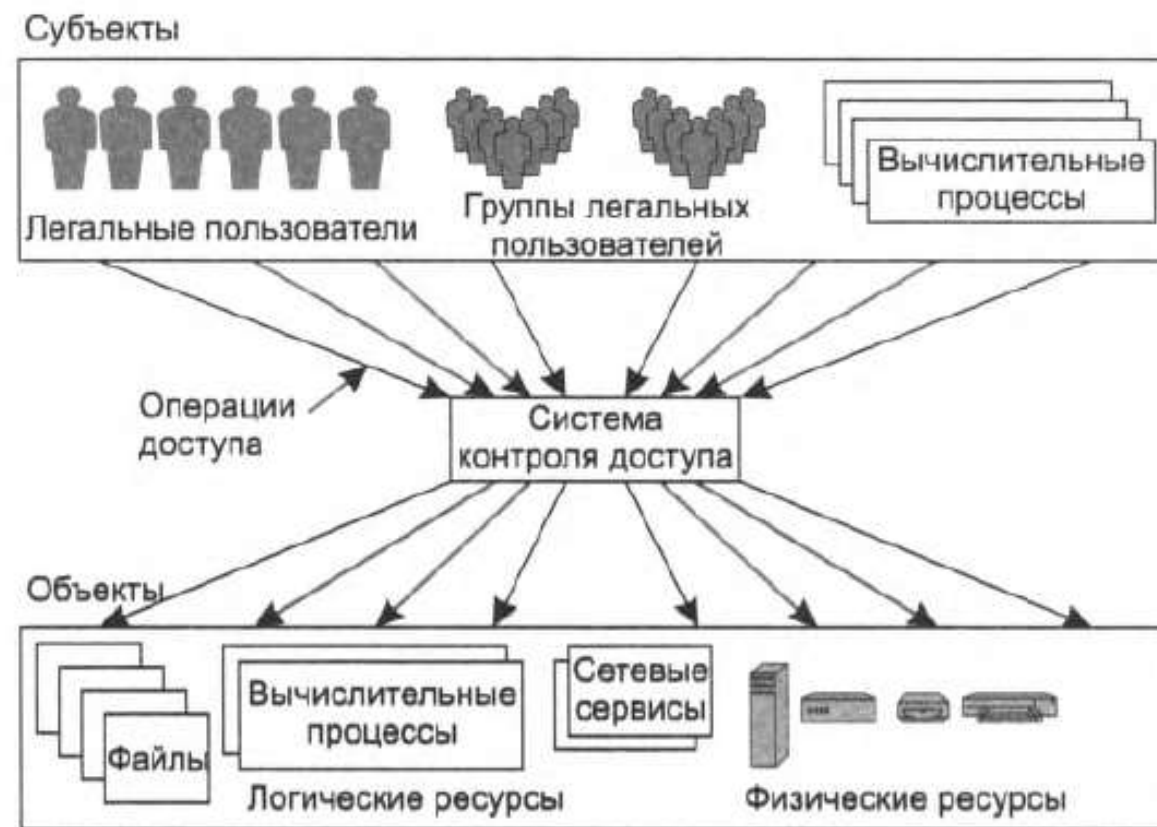 Субъекты
Легальные пользователи
Группы легальных
пользователей
Вычислительные
процессы
Операции
доступа
Система
контроля доступа
Объекты
Файлы
Вычислительные
процессы
Сетевые
сервисы
Логические ресурсы
Физические ресурсы